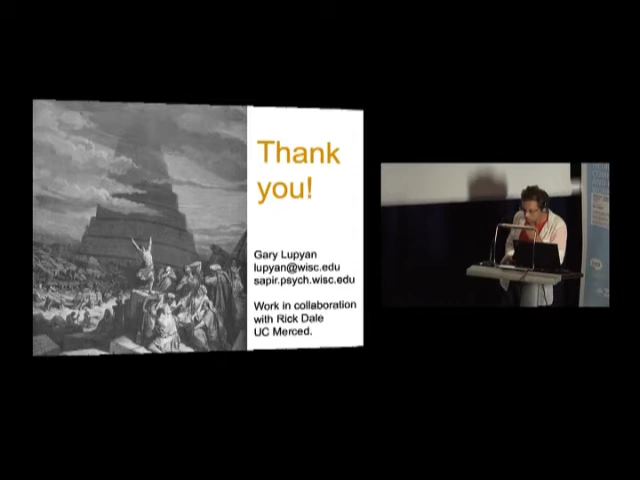 Thank
you!
Gary Lupyan
lupyan@wisc.edu
sapir.psych.wisc.edu
Work in collaboration
with Rick Dale
UC Merced.